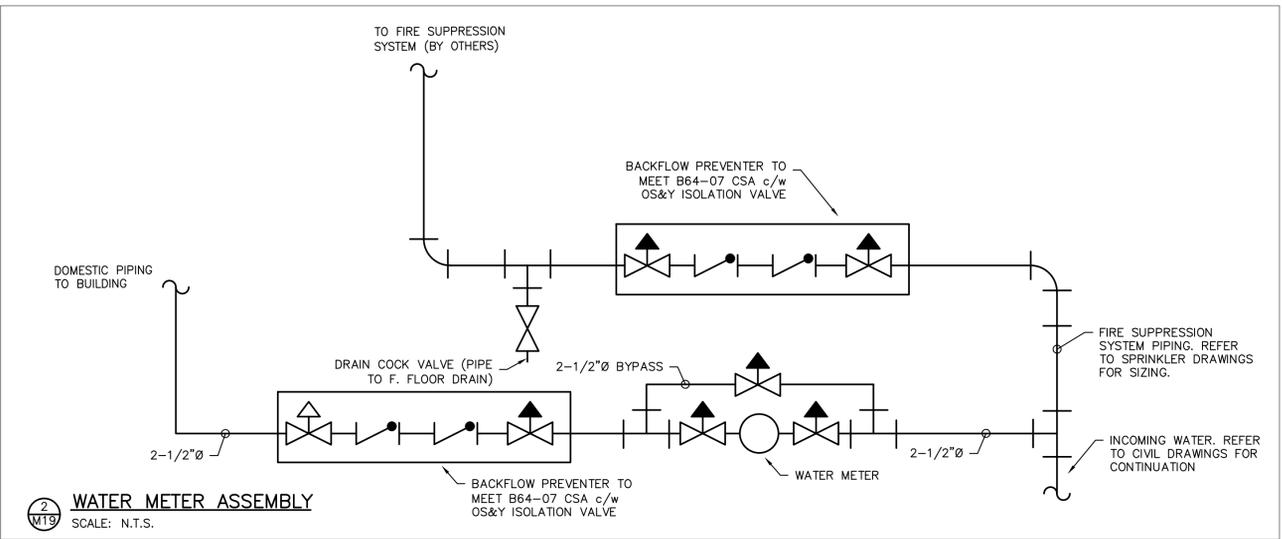 TO FIRE SUPPRESSION
SYSTEM (BY OTHERS)
BACKFLOW PREVENTER TO
MEET B64-07 CSA c/w
OS&Y ISOLATION VALVE
DOMESTIC PIPING
TO BUILDING
DRAIN COCK VALVE (PIPE
TO F. FLOOR DRAIN)
2-1/2"Ø BYPASS
FIRE SUPPRESSION
SYSTEM PIPING. REFER
TO SPRINKLER DRAWINGS
FOR SIZING.
2-1/2"Ø
BACKFLOW PREVENTER TO
MEET B64-07 CSA c/w
OS&Y ISOLATION VALVE
WATER METER
2-1/2"Ø
INCOMING WATER. REFER
TO CIVIL DRAWINGS FOR
CONTINUATION
2
M19
WATER METER ASSEMBLY
SCALE: N.T.S.